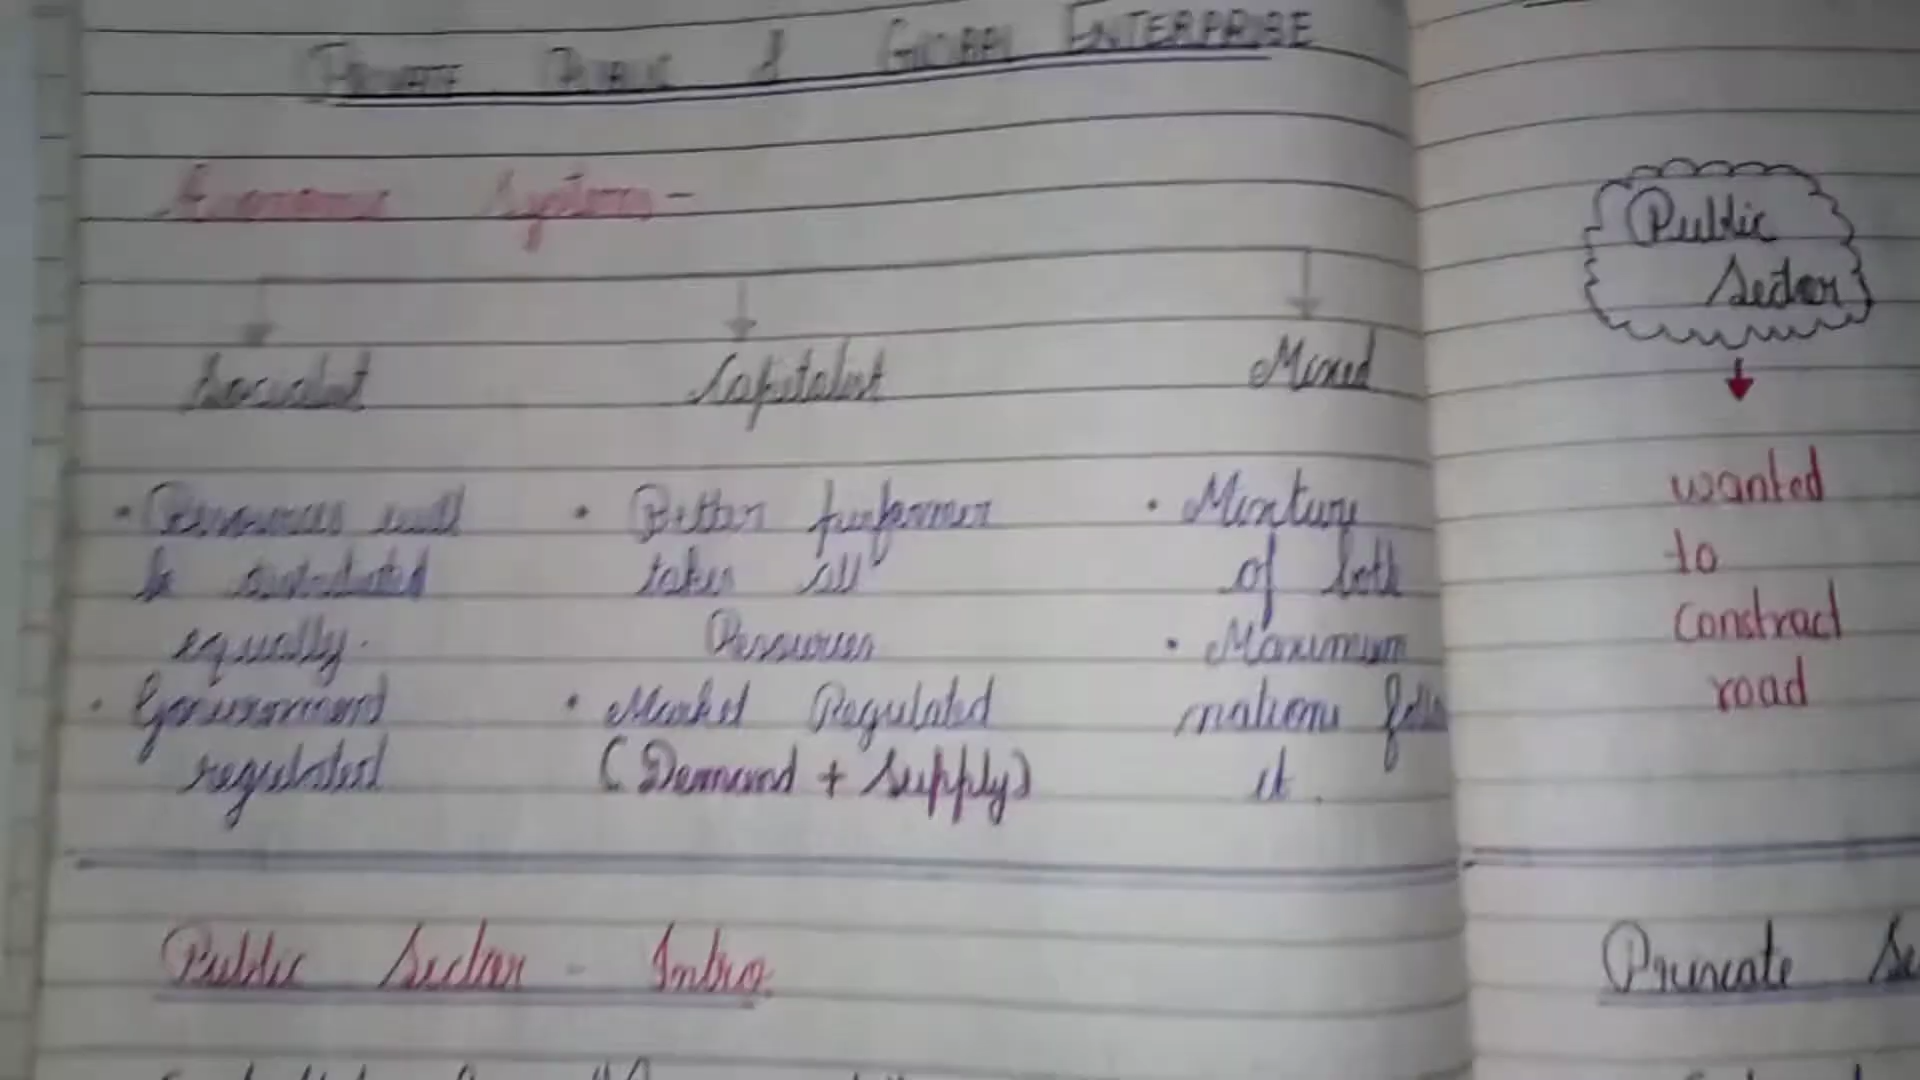 PRIVATE PUBLIC & GLOBAL ENTERPRISE
Economic System -
Socialist Capitalist Mixed
• Resources will
be distributed
equally.
• Government
regulated
• Better performer
takes all
Resources
• Market Regulated
(Demand + Supply)
• Mixture
of both
• Maximum
nations follow
it.
Public Sector - Intro.
Public
Sector
wanted
to
constract
road
Private